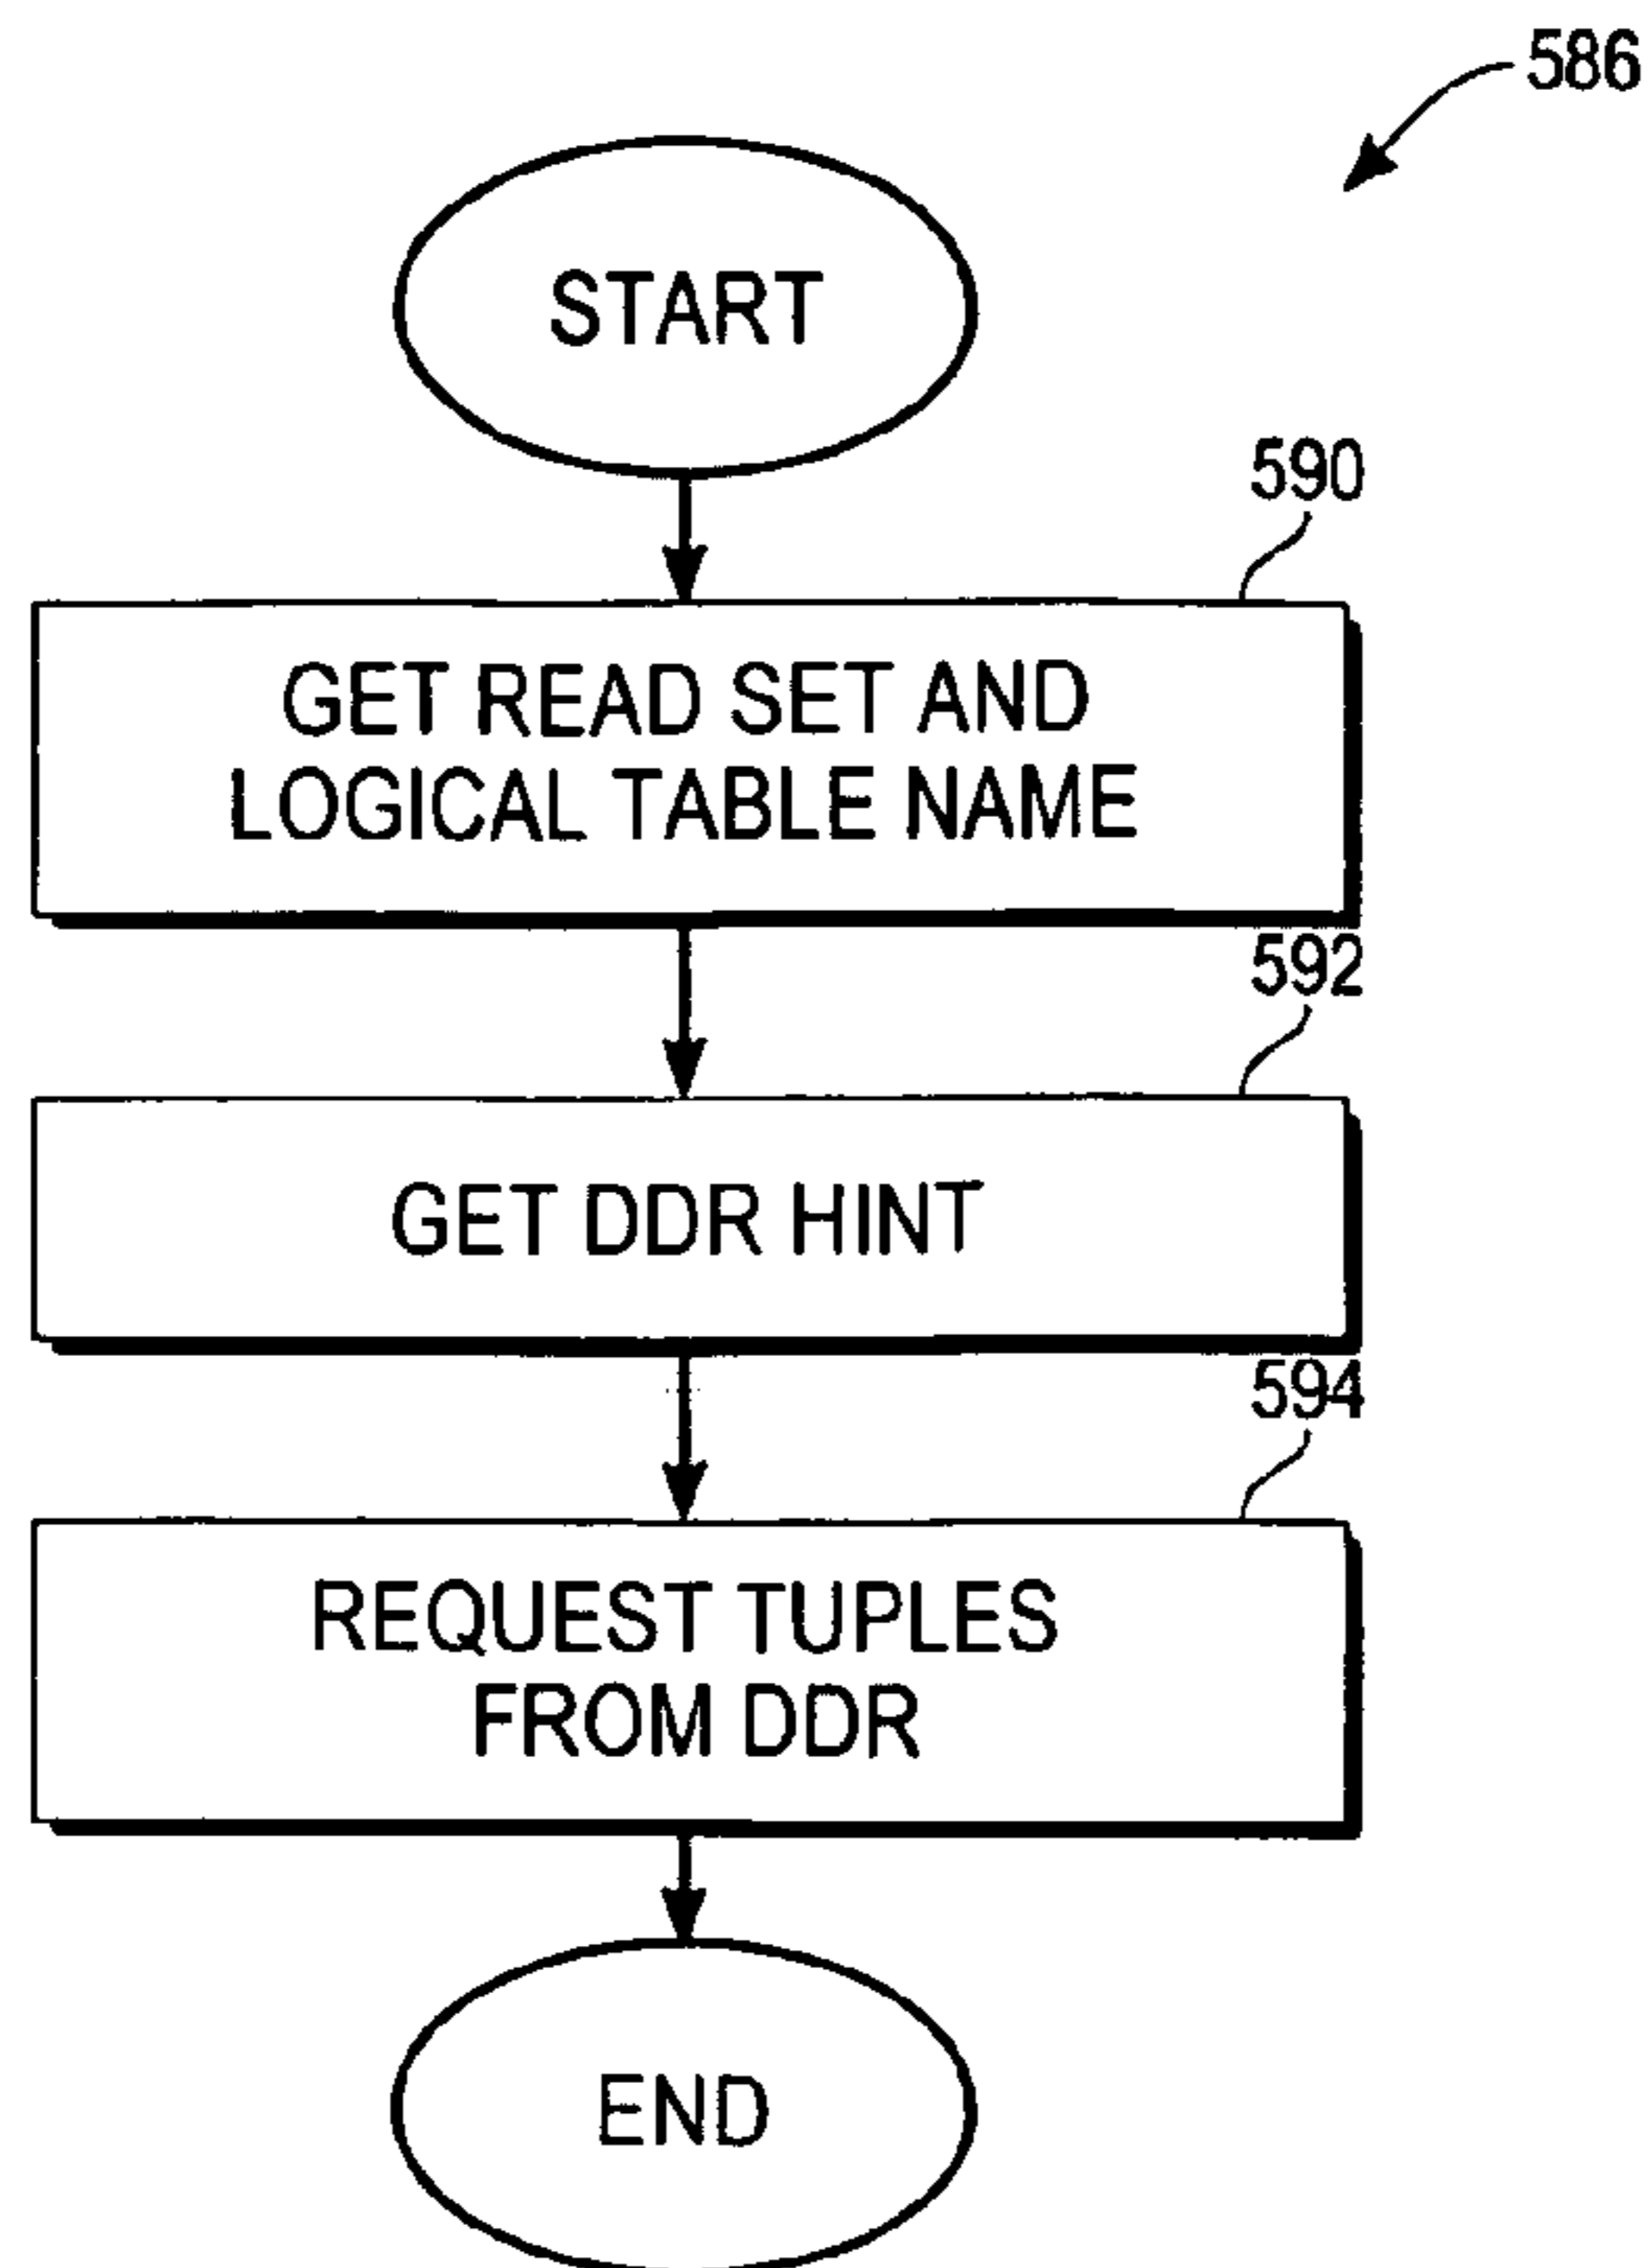 586
START
590
GET READ SET AND
LOGICAL TABLE NAME
592
GET DDR HINT
594
REQUEST TUPLES
FROM DDR
END